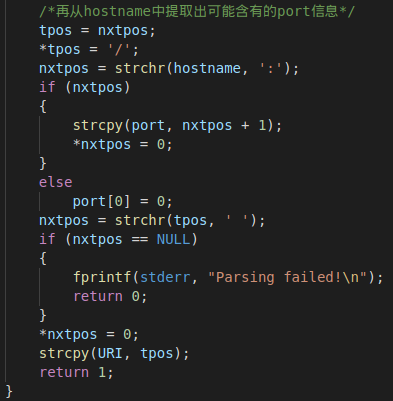 /*再从hostname中提取出可能含有的port信息*/
tpos = nxtpos;
*tpos = '/';
nxtpos = strchr(hostname, ':');
if (nxtpos)
{
strcpy(port, nxtpos + 1);
*nxtpos = 0;
}
else
port[0] = 0;
nxtpos = strchr(tpos, ' ');
if (nxtpos == NULL)
{
fprintf(stderr, "Parsing failed!\n");
return 0;
}
*nxtpos = 0;
strcpy(URI, tpos);
return 1;
}